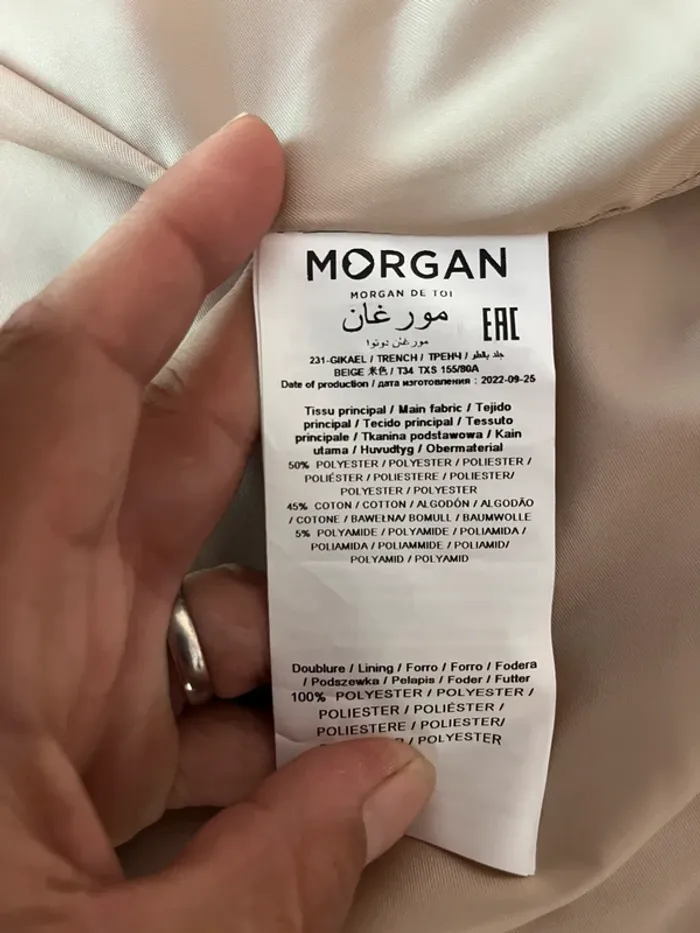 MORGAN
MORGAN DE TOI
مورغان
EAC
مورغان دوتوا
231-GIKAEL / TRENCH / ТРЕНЧ /
BEIGE 米色 / T34 TXS 155/80A
Date of production / дата изготовления : 2022-09-25
Tissu principal / Main fabric / Tejido
principal / Tecido principal / Tessuto
principale / Tkanina podstawowa / Kain
utama / Huvudtyg / Obermaterial
50% POLYESTER / POLYESTER / POLIESTER /
POLIÉSTER / POLIESTERE / POLIESTER/
POLYESTER / POLYESTER
45% COTON / COTTON / ALGODÓN / ALGODÃO
/ COTONE / BAWEŁNA/ BOMULL / BAUMWOLLE
5% POLYAMIDE / POLYAMIDE / POLIAMIDA /
POLIAMIDA / POLIAMMIDE / POLIAMID/
POLYAMID / POLYAMID
Doublure / Lining / Forro / Forro / Fodera
/ Podszewka / Pelapis / Foder / Futter
100% POLYESTER / POLYESTER /
POLIESTER / POLIÉSTER /
POLIESTERE / POLIESTER/
/ POLYESTER